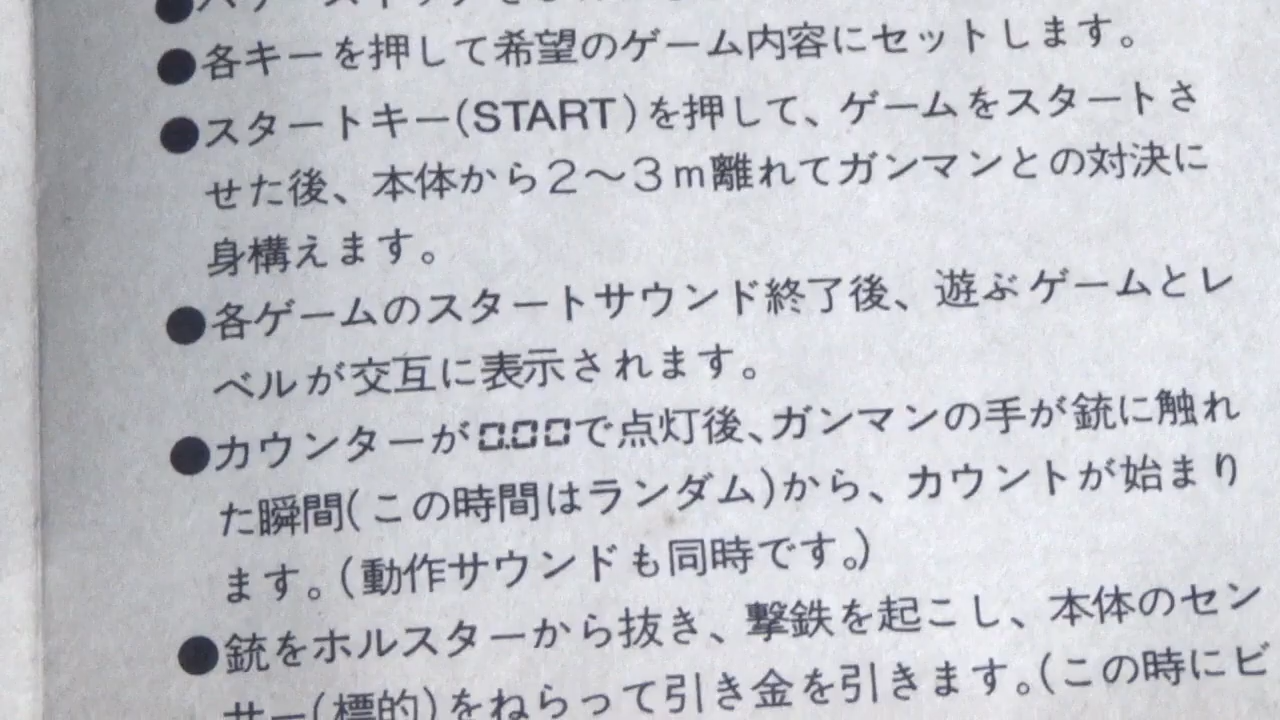 ●各キーを押して希望のゲーム内容にセットします。
●スタートキー(START)を押して、ゲームをスタートさ
せた後、本体から2〜3m離れてガンマンとの対決に
身構えます。
●各ゲームのスタートサウンド終了後、遊ぶゲームとレ
ベルが交互に表示されます。
●カウンターが0.00で点灯後、ガンマンの手が銃に触れ
た瞬間(この時間はランダム)から、カウントが始まり
ます。(動作サウンドも同時です。)
●銃をホルスターから抜き、撃鉄を起こし、本体のセン
サー(標的)をねらって引き金を引きます。(この時にビ